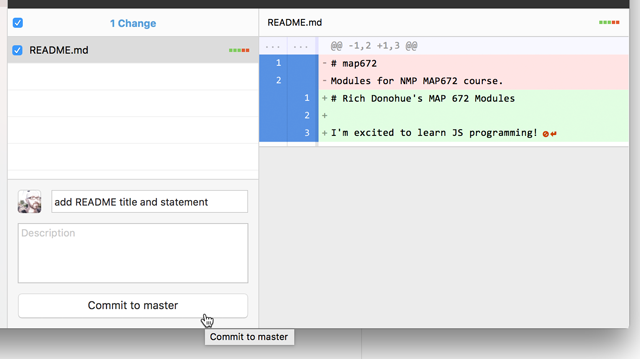 1 Change
README.md
README.md
... ... @@ -1,2 +1,3 @@
1 - # map672
2 - Modules for NMP MAP672 course.
1 + # Rich Donohue's MAP 672 Modules
2 +
3 + I'm excited to learn JS programming!
add README title and statement
Description
Commit to master
Commit to master